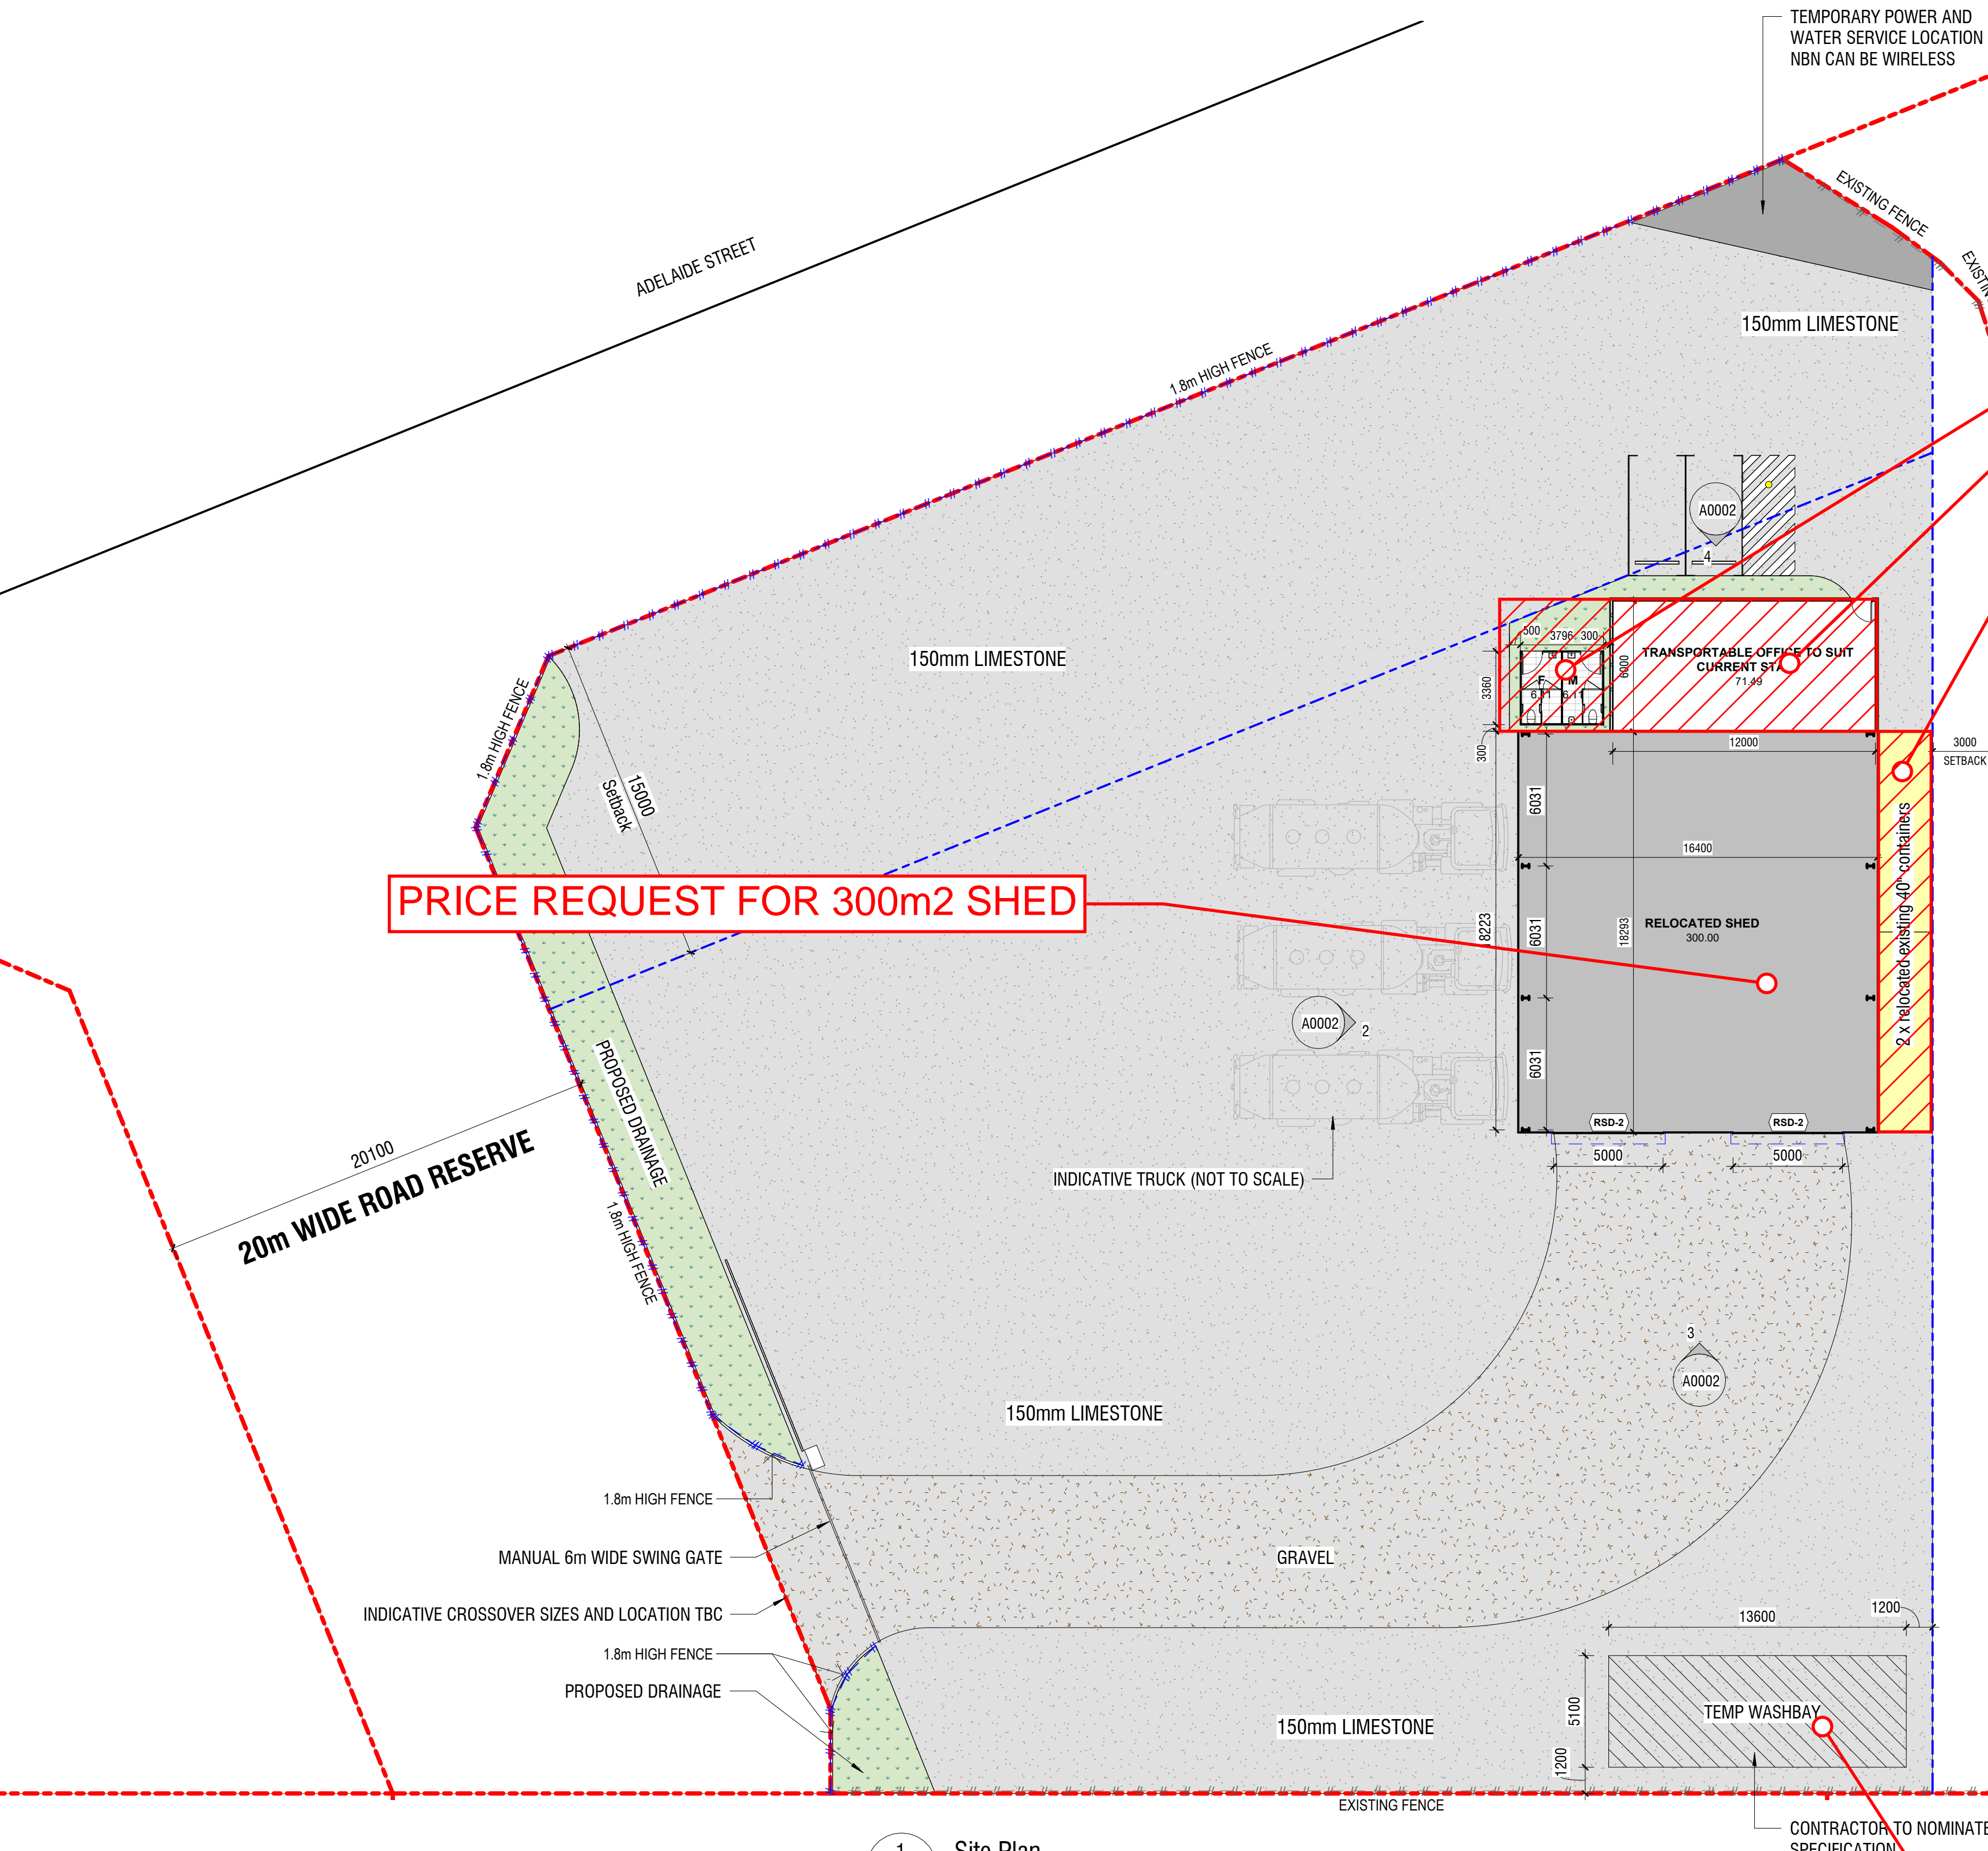 TEMPORARY POWER AND
WATER SERVICE LOCATION
NBN CAN BE WIRELESS
EXISTING FENCE
ADELAIDE STREET
150mm LIMESTONE
1.8m HIGH FENCE
A0002
4
500
3796
300
TRANSPORTABLE OFFICE TO SUIT
71.49
6000
3360
F
M
150mm LIMESTONE
1.8m HIGH FENCE
15000
Setback
300
12000
3000
SETBACK
6031
16400
PRICE REQUEST FOR 300m2 SHED
RELOCATED SHED
300.00
18223
6031
18293
2 x relocated existing 40" containers
A0002
2
PROPOSED DRAINAGE
6031
RSD-2
RSD-2
5000
5000
20100
20m WIDE ROAD RESERVE
INDICATIVE TRUCK (NOT TO SCALE)
1.8m HIGH FENCE
3
A0002
150mm LIMESTONE
1.8m HIGH FENCE
MANUAL 6m WIDE SWING GATE
GRAVEL
INDICATIVE CROSSOVER SIZES AND LOCATION TBC
13600
1200
1.8m HIGH FENCE
PROPOSED DRAINAGE
5100
TEMP WASHBAY
150mm LIMESTONE
1200
EXISTING FENCE
CONTRACTOR TO NOMINATE
SPECIFICATION
1
Site Plan